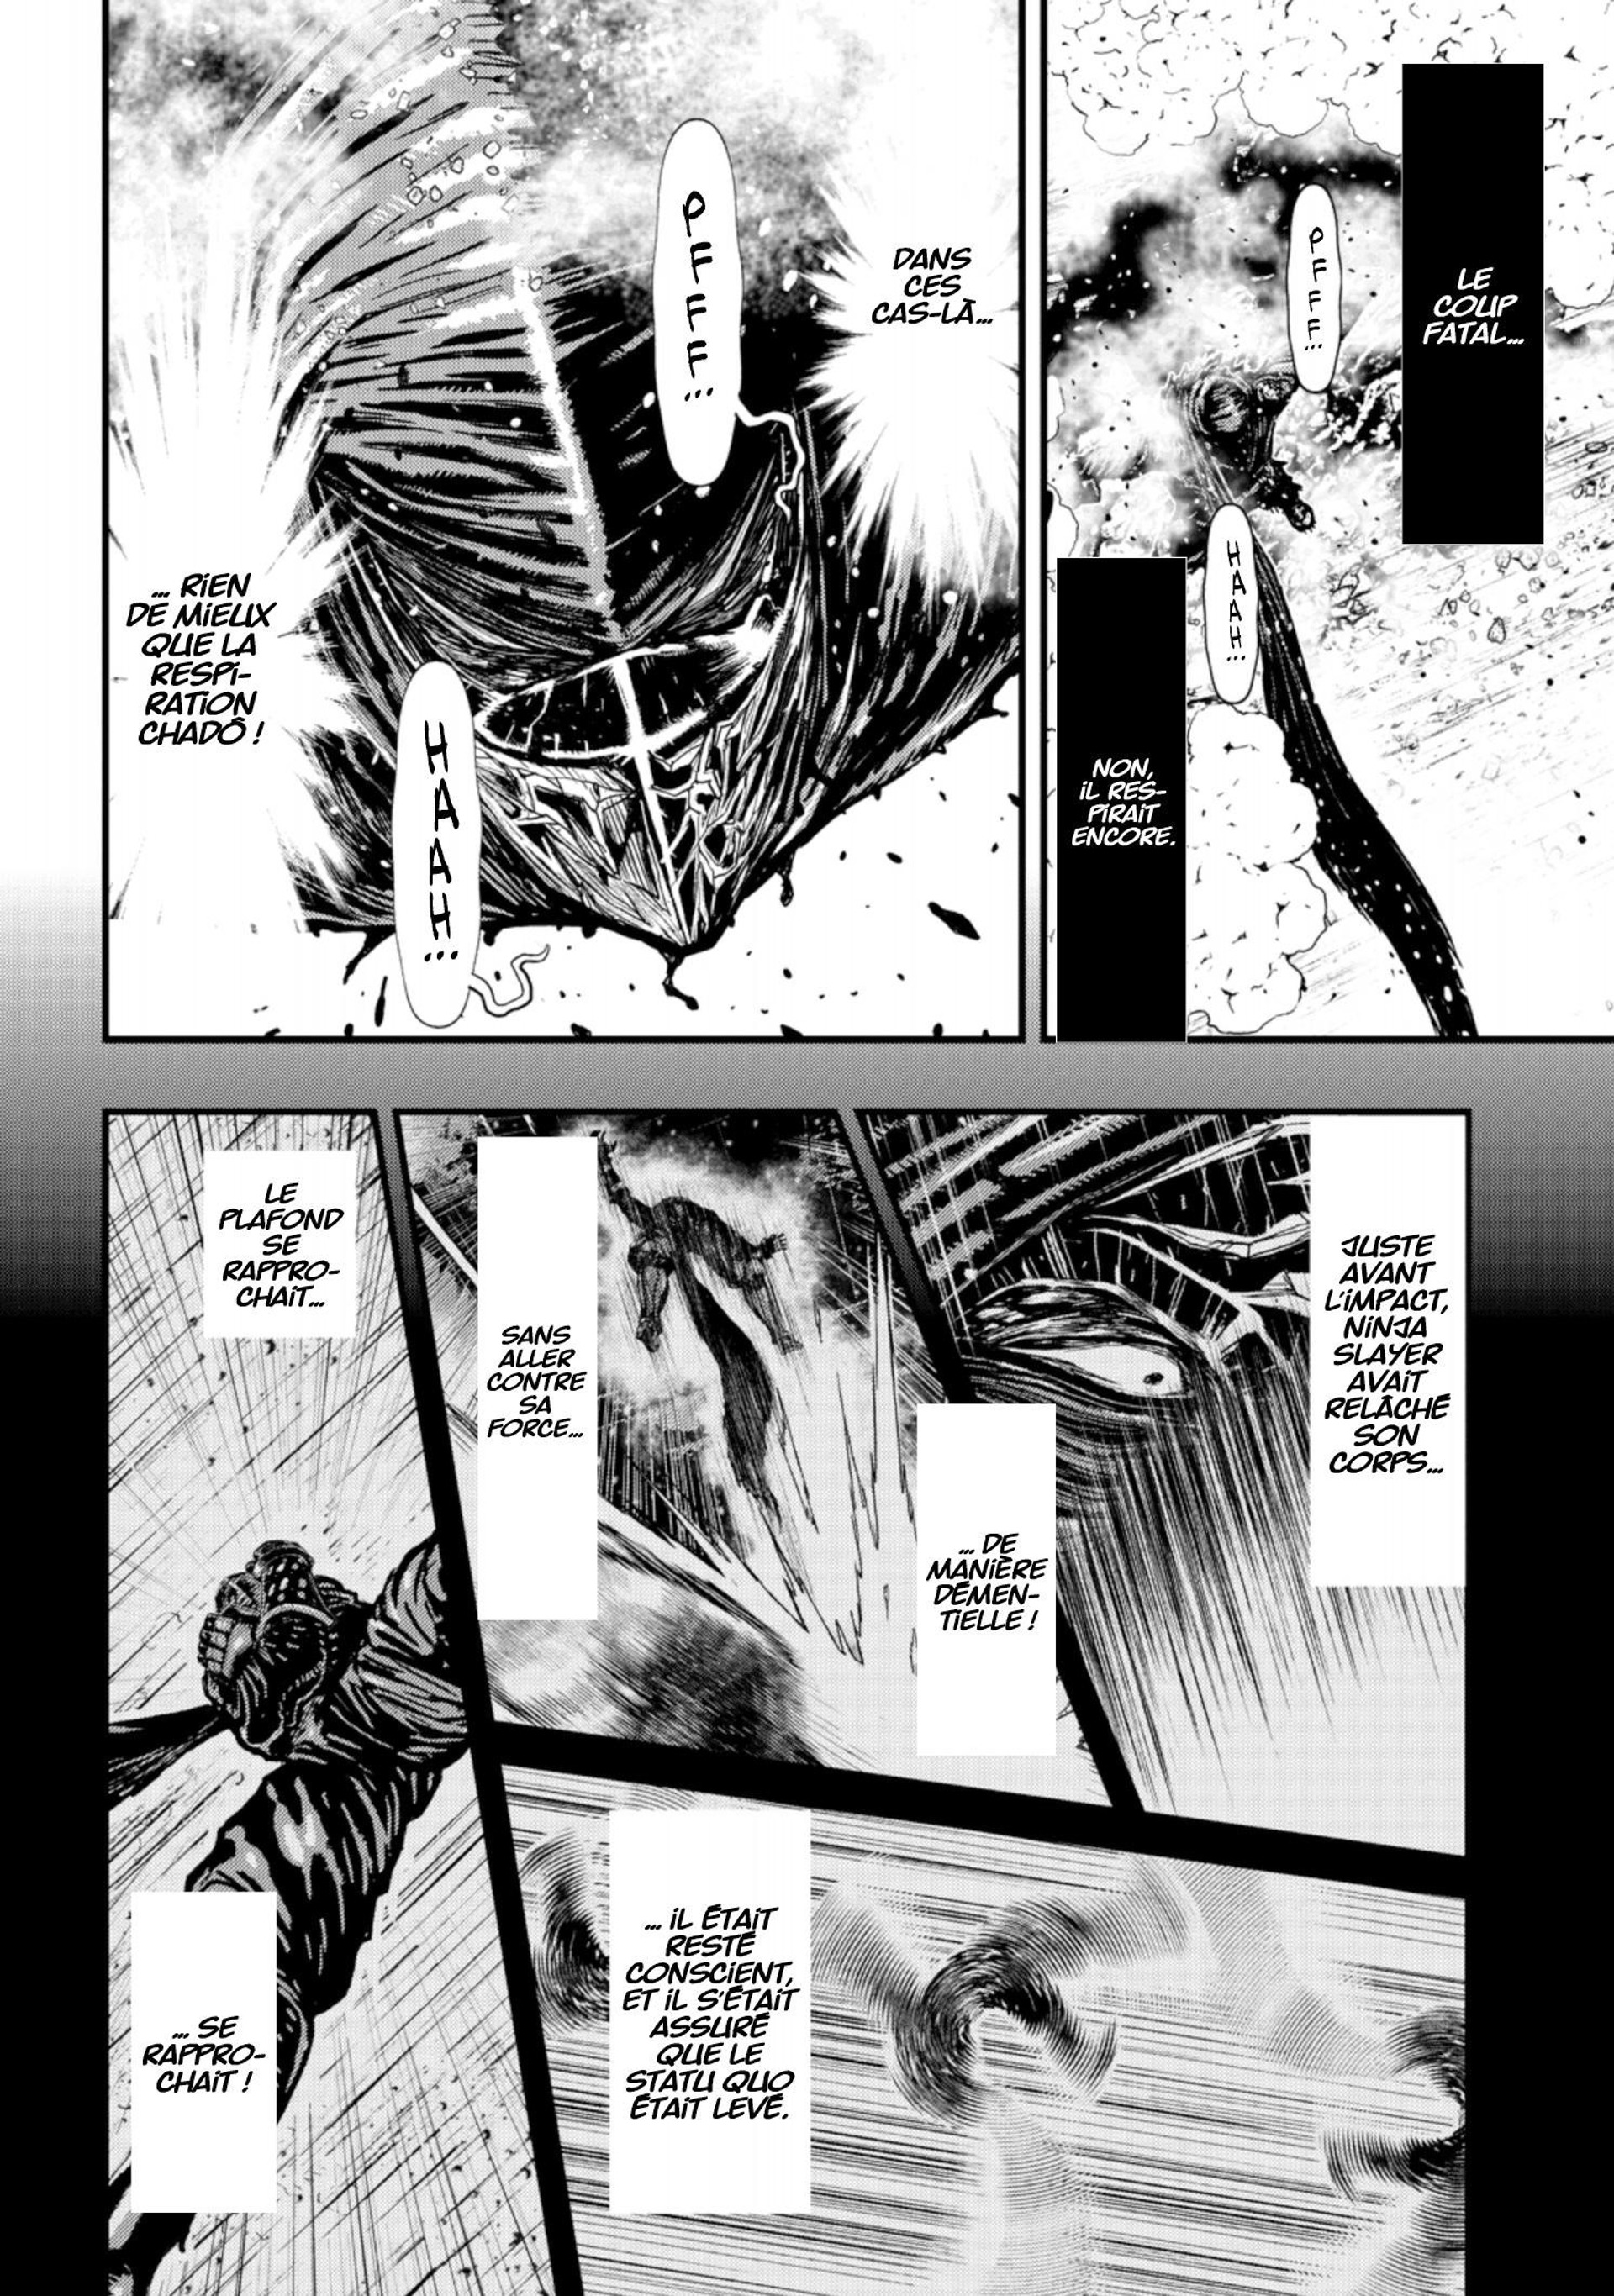 LE
COUP
FATAL...
PFFF...
HAAH...
NON,
IL RES-
PIRAIT
ENCORE.
DANS
CES
CAS-LÀ...
PFFF...
... RIEN
DE MIEUX
QUE LA
RESPI-
RATION
CHADÔ !
HAAH...
JUSTE
AVANT
L'IMPACT,
NINJA
SLAYER
AVAIT
RELÂCHÉ
SON
CORPS...
... DE
MANIÈRE
DÉMEN-
TIELLE !
SANS
ALLER
CONTRE
SA
FORCE...
... IL ÉTAIT
RESTÉ
CONSCIENT,
ET IL S'ÉTAIT
ASSURÉ
QUE LE
STATU QUO
ÉTAIT LEVÉ.
LE
PLAFOND
SE
RAPPRO-
CHAIT...
... SE
RAPPRO-
CHAIT !